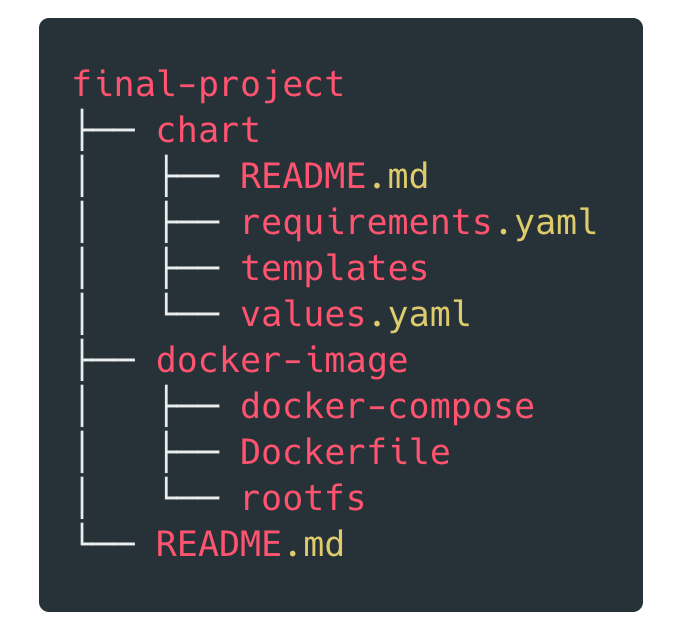 final-project
├── chart
│   ├── README.md
│   ├── requirements.yaml
│   ├── templates
│   └── values.yaml
├── docker-image
│   ├── docker-compose
│   ├── Dockerfile
│   └── rootfs
└── README.md